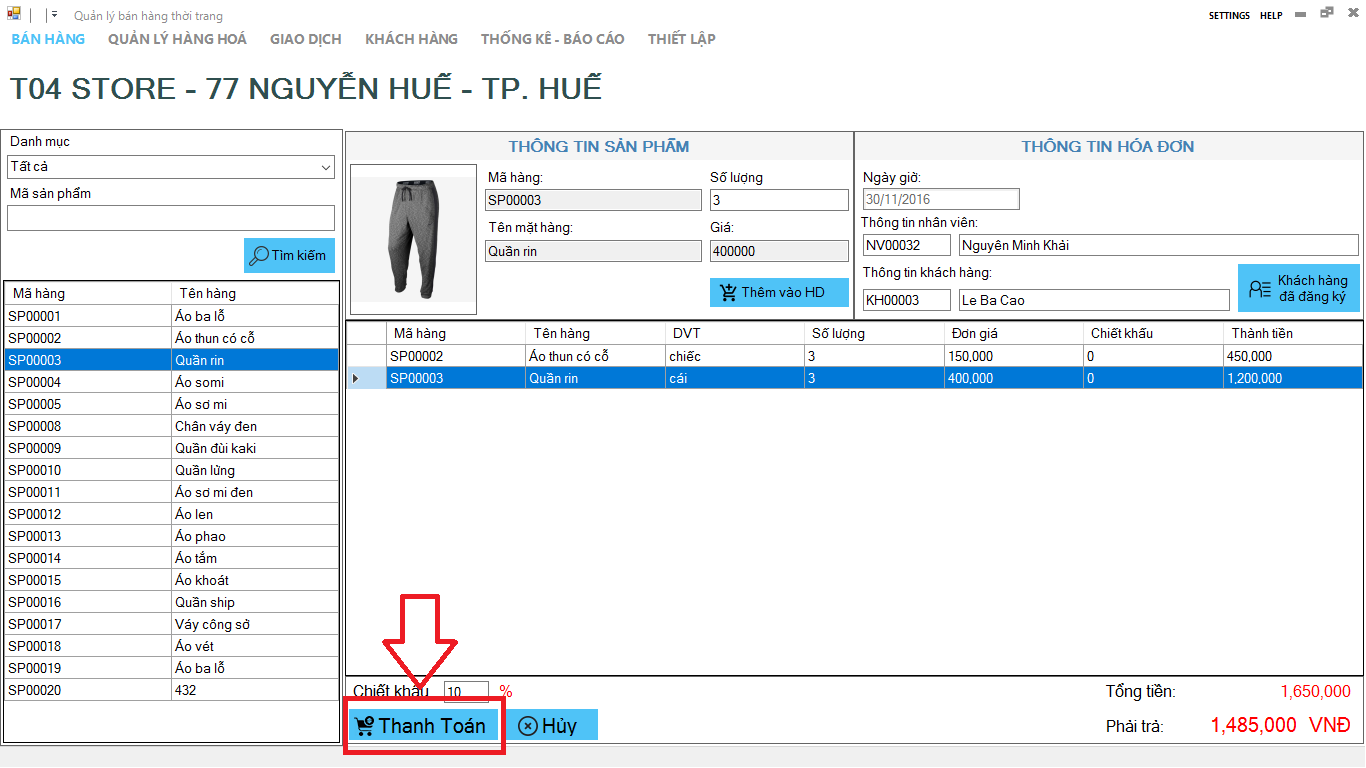 Quản lý bán hàng thời trang
SETTINGS HELP
BÁN HÀNG QUẢN LÝ HÀNG HOÁ GIAO DỊCH KHÁCH HÀNG THỐNG KÊ - BÁO CÁO THIẾT LẬP
T04 STORE - 77 NGUYỄN HUẾ - TP. HUẾ
Danh mục
Tất cả
Mã sản phẩm
Tìm kiếm
Mã hàng Tên hàng
SP00001 Áo ba lỗ
SP00002 Áo thun có cỗ
SP00003 Quần rin
SP00004 Áo somi
SP00005 Áo sơ mi
SP00008 Chân váy đen
SP00009 Quần đùi kaki
SP00010 Quần lửng
SP00011 Áo sơ mi đen
SP00012 Áo len
SP00013 Áo phao
SP00014 Áo tắm
SP00015 Áo khoát
SP00016 Quần ship
SP00017 Váy công sở
SP00018 Áo vét
SP00019 Áo ba lỗ
SP00020 432
THÔNG TIN SẢN PHẨM
Mã hàng: Số lượng
SP00003 3
Tên mặt hàng: Giá:
Quần rin 400000
Thêm vào HD
THÔNG TIN HÓA ĐƠN
Ngày giờ:
30/11/2016
Thông tin nhân viên:
NV00032 Nguyên Minh Khải
Thông tin khách hàng:
KH00003 Le Ba Cao
Khách hàng
đã đăng ký
Mã hàng Tên hàng DVT Số lượng Đơn giá Chiết khấu Thành tiền
SP00002 Áo thun có cỗ chiếc 3 150,000 0 450,000
SP00003 Quần rin cái 3 400,000 0 1,200,000
Chiết khấu 10 %
Tổng tiền: 1,650,000
Thanh Toán Hủy
Phải trả: 1,485,000 VNĐ